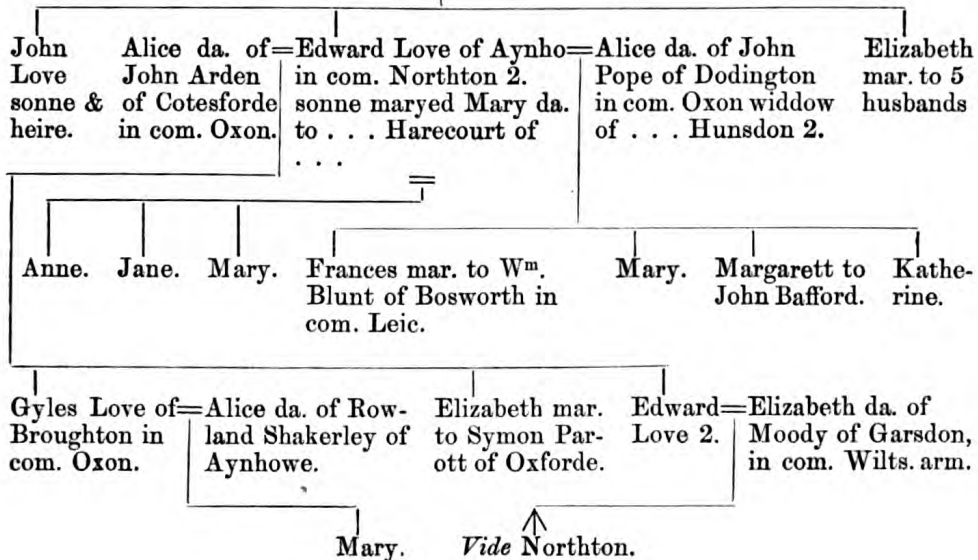 John Alice da. of=Edward Love of Aynho=Alice da. of John Elizabeth
Love John Arden in com. Northton 2. Pope of Dodington mar. to 5
sonne & of Cotesforde sonne maryed Mary da. in com. Oxon widdow husbands
heire. in com. Oxon. to . . . Harecourt of of . . . Hunsdon 2.
. . .
=
Anne. Jane. Mary. Frances mar. to Wm. Mary. Margarett to Kathe-
Blunt of Bosworth in John Bafford. rine.
com. Leic.
Gyles Love of=Alice da. of Row- Elizabeth mar. Edward=Elizabeth da. of
Broughton in land Shakerley of to Symon Par- Love 2. Moody of Garsdon,
com. Oxon. Aynhowe. ott of Oxforde. in com. Wilts. arm.
Mary. Vide Northton.